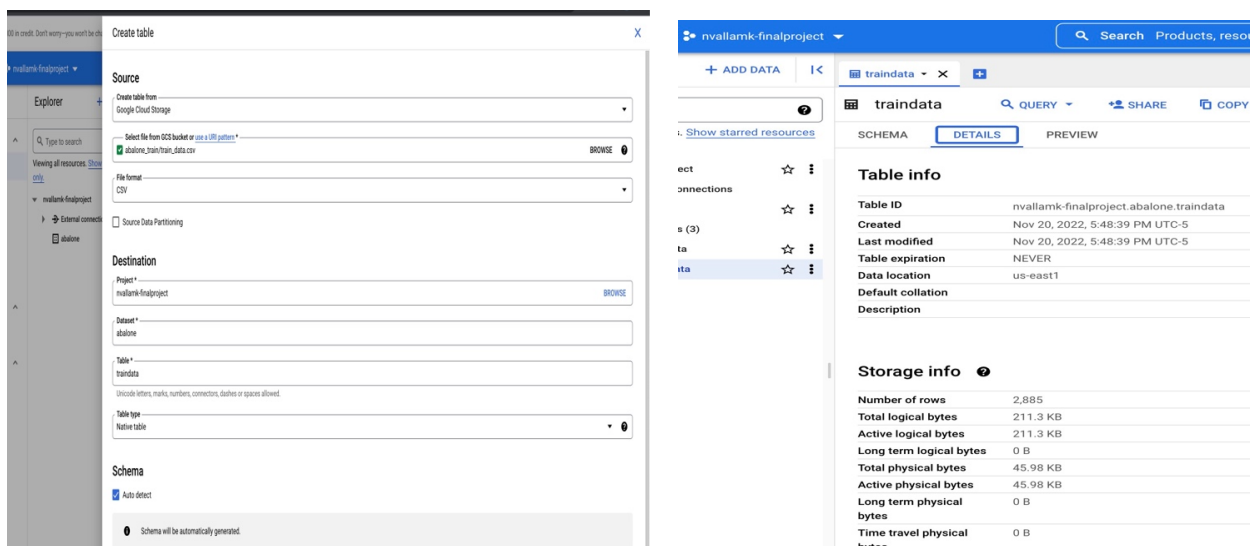 00 in credit. Don't worry—you won't be cha
Create table
X
nvallamk-finalproject
Explorer
Type to search
Viewing all resources. Show
only.
nvallamk-finalproject
External connecti
abalone
Source
Create table from
Google Cloud Storage
Select file from GCS bucket or use a URI pattern *
abalone_train/train_data.csv
BROWSE
File format
CSV
Source Data Partitioning
Destination
Project *
nvallamk-finalproject
BROWSE
Dataset *
abalone
Table *
traindata
Unicode letters, marks, numbers, connectors, dashes or spaces allowed.
Table type
Native table
Schema
Auto detect
Schema will be automatically generated.
nvallamk-finalproject
Search Products, resou
+ ADD DATA
traindata
traindata
QUERY
SHARE
COPY
. Show starred resources
SCHEMA
DETAILS
PREVIEW
ect
onnections
s (3)
ta
ata
Table info
Table ID nvallamk-finalproject.abalone.traindata
Created Nov 20, 2022, 5:48:39 PM UTC-5
Last modified Nov 20, 2022, 5:48:39 PM UTC-5
Table expiration NEVER
Data location us-east1
Default collation
Description
Storage info
Number of rows 2,885
Total logical bytes 211.3 KB
Active logical bytes 211.3 KB
Long term logical bytes 0 B
Total physical bytes 45.98 KB
Active physical bytes 45.98 KB
Long term physical 0 B
bytes
Time travel physical 0 B
bytes